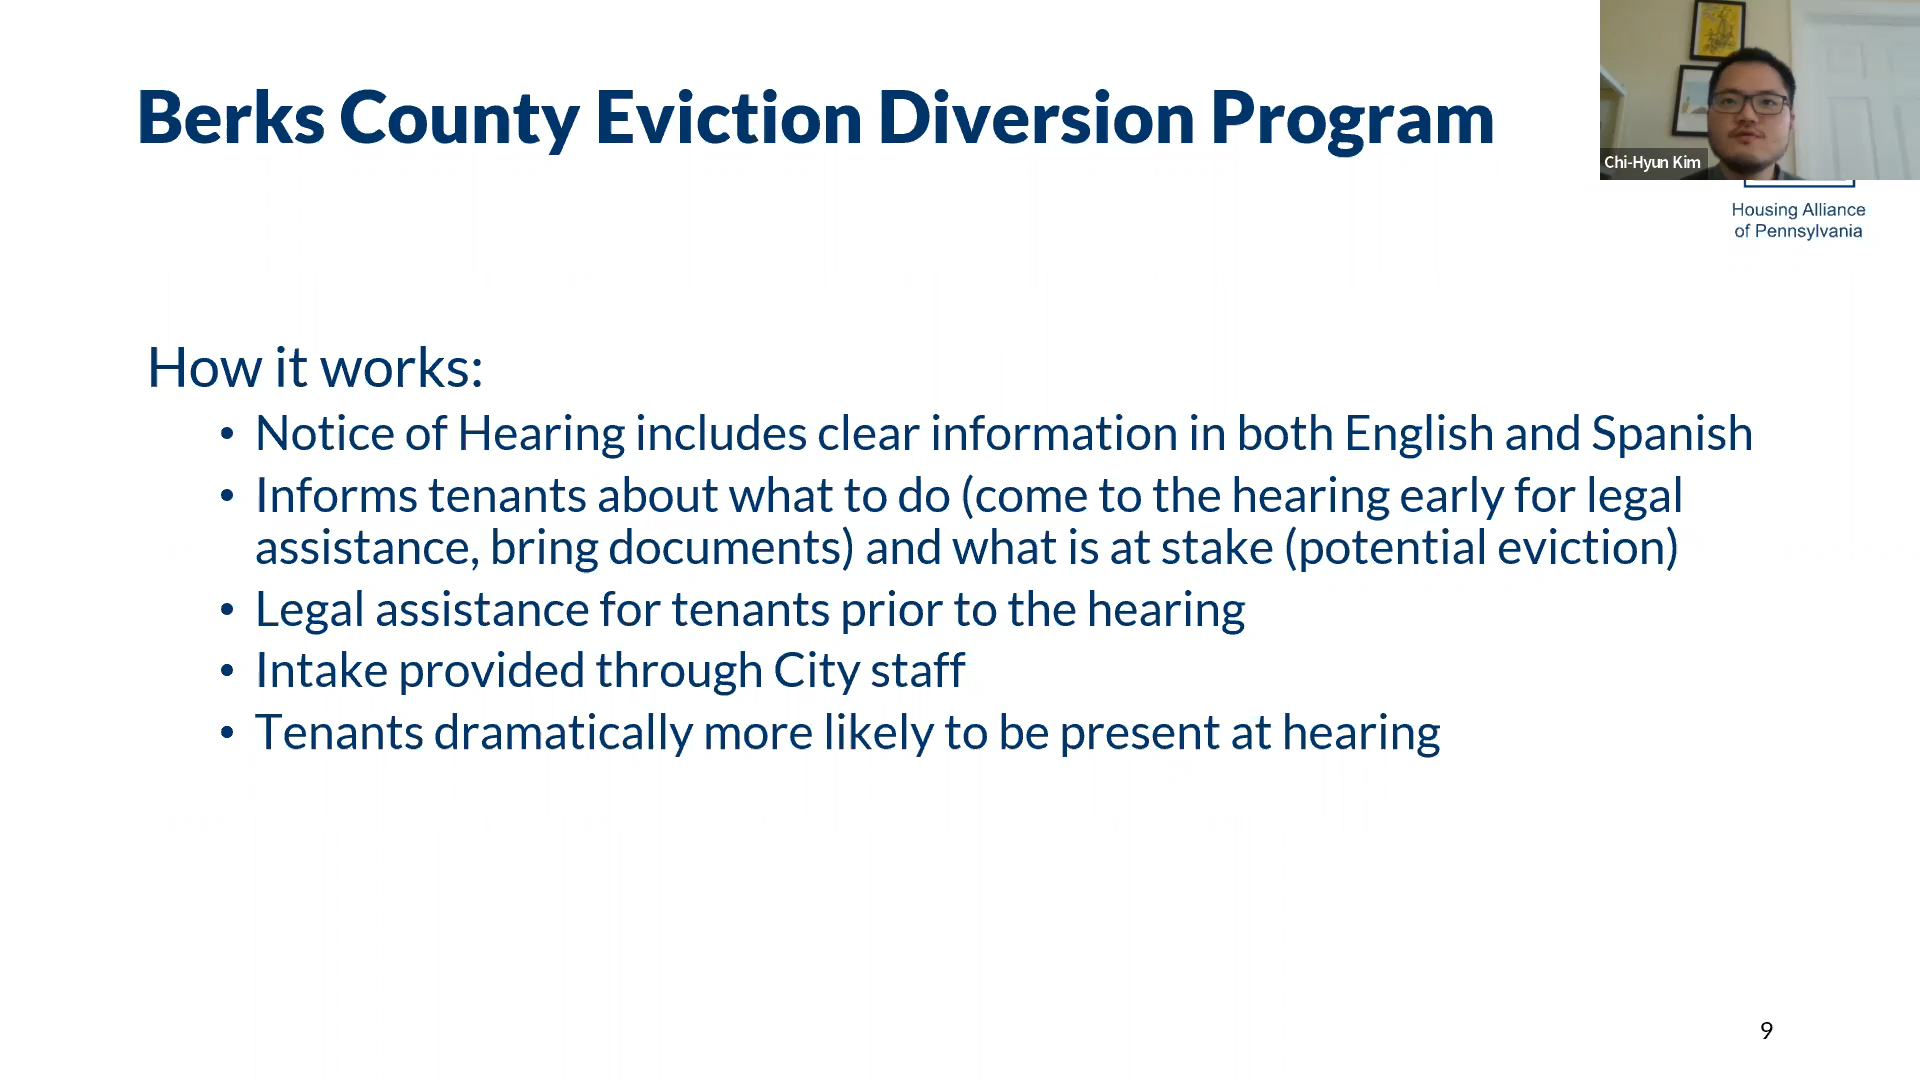 Berks County Eviction Diversion Program
Chi-Hyun Kim
Housing Alliance
of Pennsylvania
How it works:
• Notice of Hearing includes clear information in both English and Spanish
• Informs tenants about what to do (come to the hearing early for legal
assistance, bring documents) and what is at stake (potential eviction)
• Legal assistance for tenants prior to the hearing
• Intake provided through City staff
• Tenants dramatically more likely to be present at hearing
9